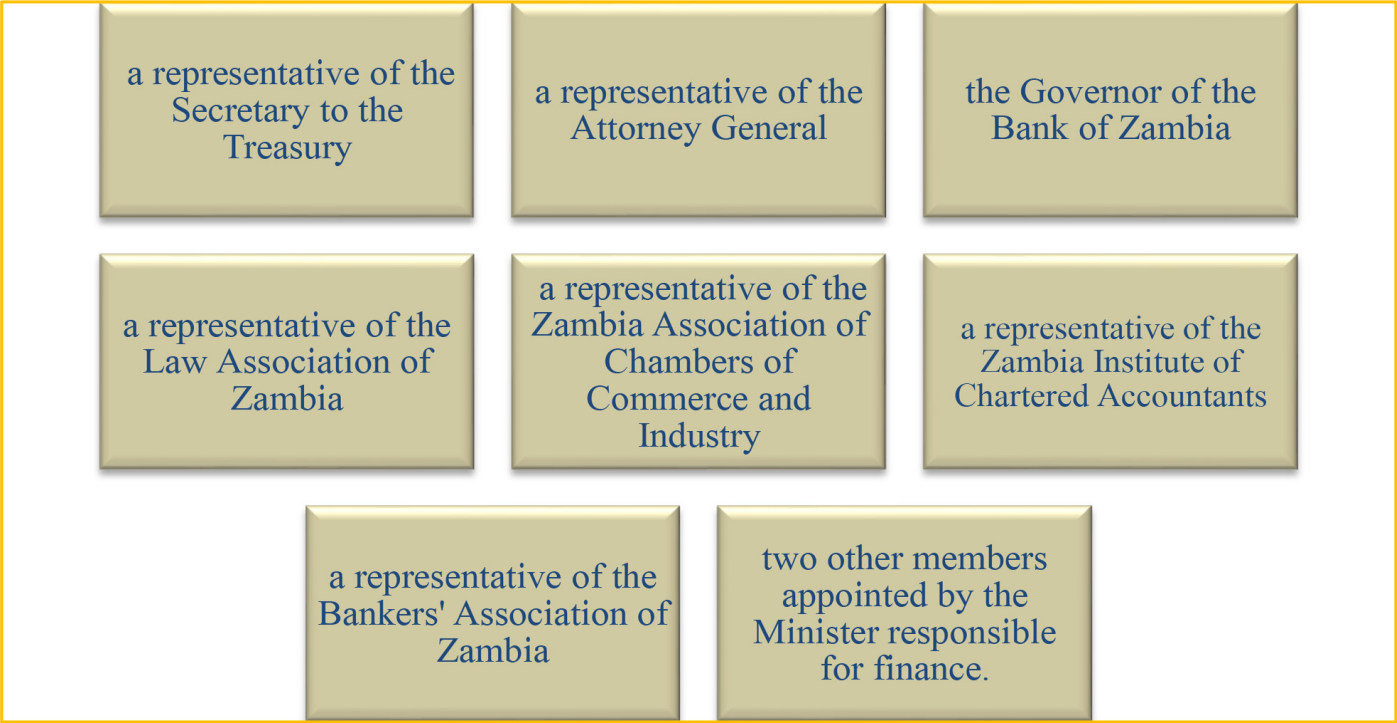 a representative of the
Secretary to the
Treasury
a representative of the
Attorney General
the Governor of the
Bank of Zambia
a representative of the
Law Association of
Zambia
a representative of the
Zambia Association of
Chambers of
Commerce and
Industry
a representative of the
Zambia Institute of
Chartered Accountants
a representative of the
Bankers' Association of
Zambia
two other members
appointed by the
Minister responsible
for finance.